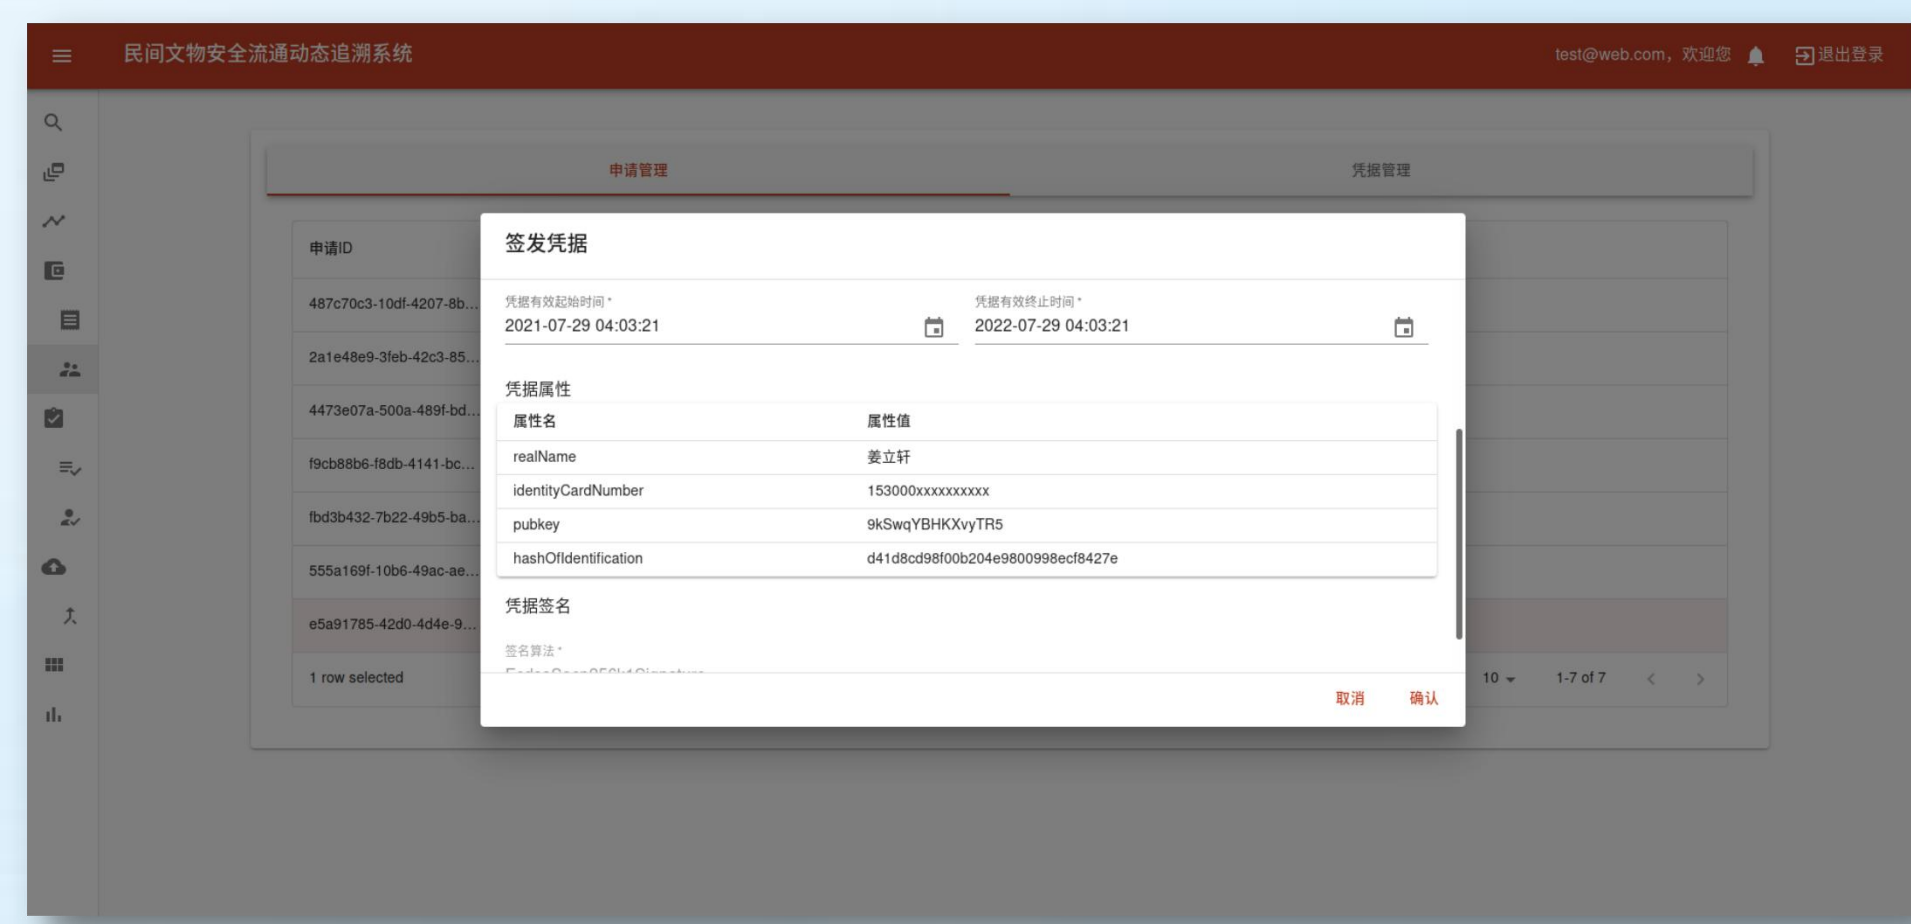 民间文物安全流通动态追溯系统
test@web.com，欢迎您
退出登录
申请管理
凭据管理
申请ID
487c70c3-10df-4207-8b...
2a1e48e9-3feb-42c3-85...
4473e07a-500a-489f-bd...
f9cb88b6-f8db-4141-bc...
fbd3b432-7b22-49b5-ba...
555a169f-10b6-49ac-ae...
e5a91785-42d0-4d4e-9...
1 row selected
10
1-7 of 7
签发凭据
凭据有效起始时间 *
凭据有效终止时间 *
2021-07-29 04:03:21
2022-07-29 04:03:21
凭据属性
属性名 属性值
realName 姜立轩
identityCardNumber 153000xxxxxxxxxx
pubkey 9kSwqYBHKXvyTR5
hashOfIdentification d41d8cd98f00b204e9800998ecf8427e
凭据签名
签名算法 *
取消
确认